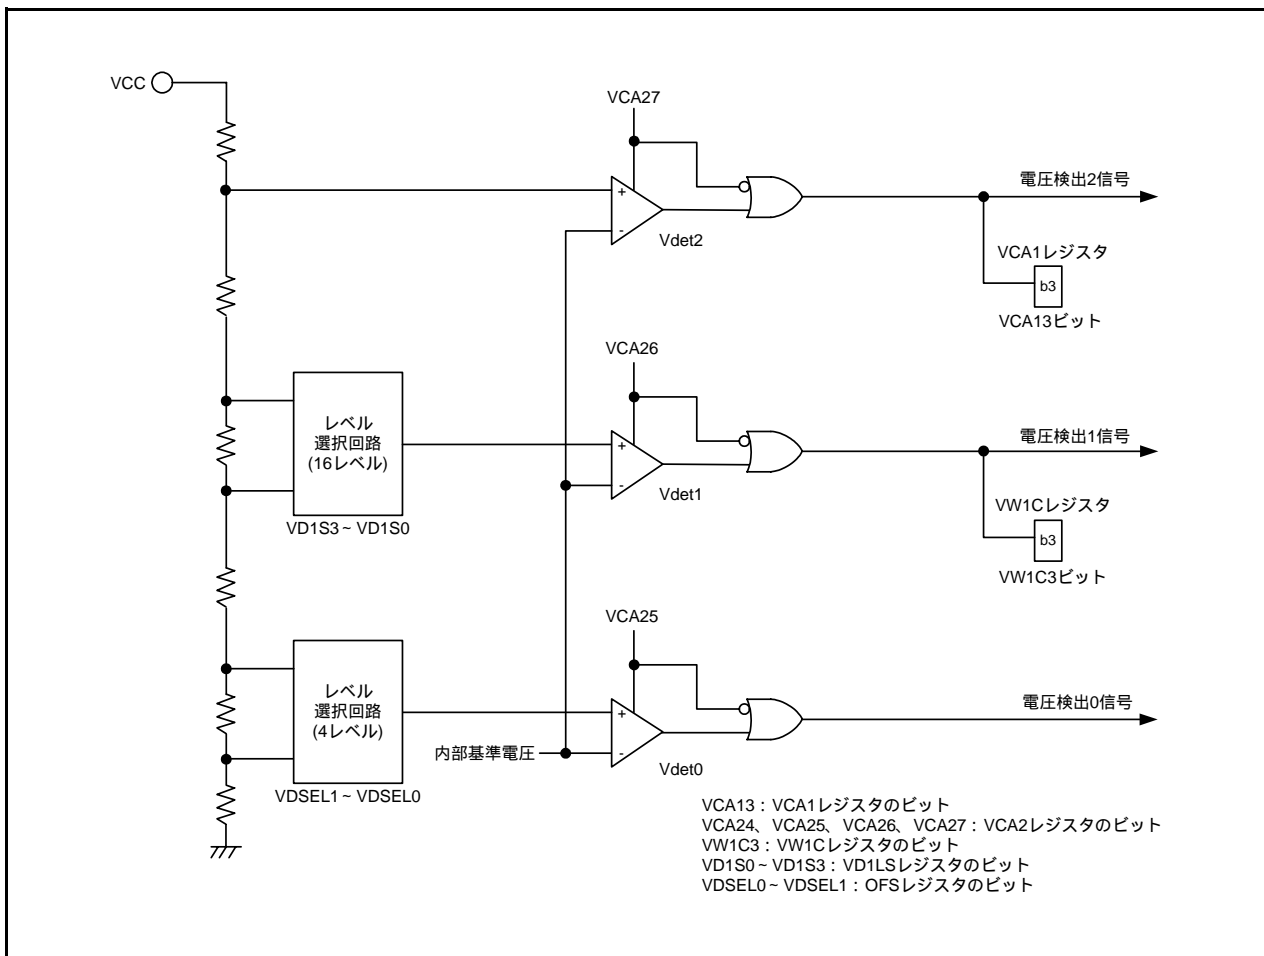 VCC
VCA27
+
-
Vdet2
電圧検出2信号
VCA1レジスタ
b3
VCA13ビット
VCA26
レベル
選択回路
(16レベル)
VD1S3~VD1S0
+
-
Vdet1
電圧検出1信号
VW1Cレジスタ
b3
VW1C3ビット
VCA25
レベル
選択回路
(4レベル)
VDSEL1~VDSEL0
+
-
Vdet0
内部基準電圧
電圧検出0信号
VCA13:VCA1レジスタのビット
VCA24、VCA25、VCA26、VCA27:VCA2レジスタのビット
VW1C3:VW1Cレジスタのビット
VD1S0~VD1S3:VD1LSレジスタのビット
VDSEL0~VDSEL1:OFSレジスタのビット